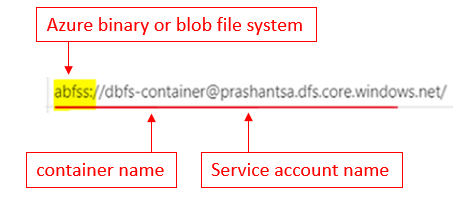 Azure binary or blob file system
abfss://dbfs-container@prashantsa.dfs.core.windows.net/
container name
Service account name